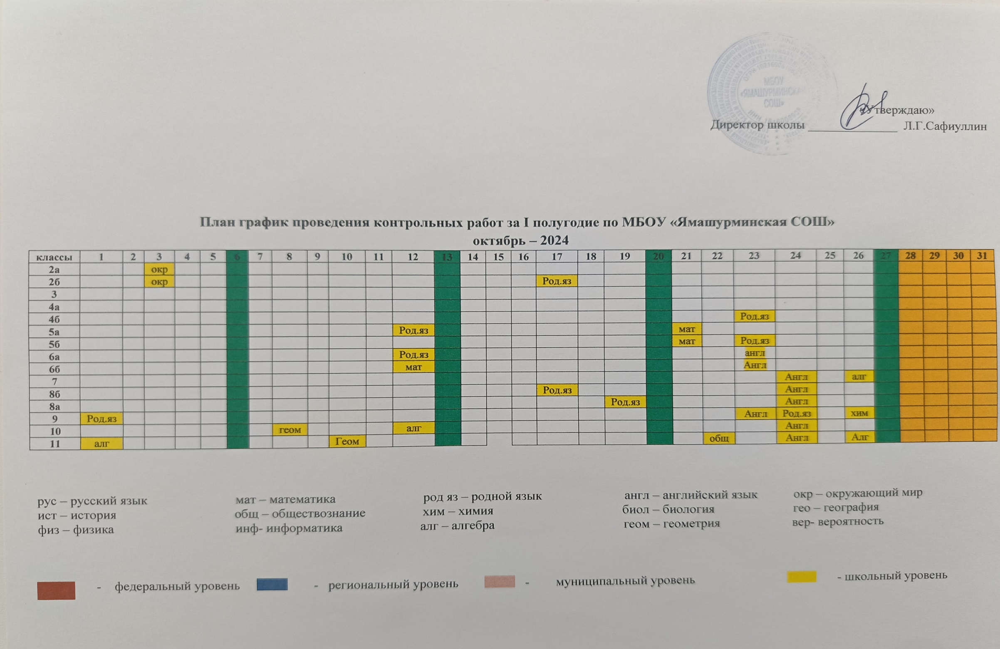 МБОУ
«ЯМАШУРМИНСКАЯ
СОШ»
«Утверждаю»
Директор школы ______________ Л.Г.Сафиуллин
План график проведения контрольных работ за I полугодие по МБОУ «Ямашурминская СОШ»
октябрь – 2024
классы 1 2 3 4 5 6 7 8 9 10 11 12 13 14 15 16 17 18 19 20 21 22 23 24 25 26 27 28 29 30 31
2а окр
2б окр Род.яз
3
4а
4б Род.яз
5а Род.яз мат
5б мат Род.яз
6а Род.яз англ
6б мат Англ
7 Англ алг
8б Род.яз Англ
8а Род.яз Англ
9 Род.яз Англ Род.яз хим
10 геом алг Англ
11 алг Геом общ Англ Алг
рус – русский язык мат – математика род яз – родной язык англ – английский язык окр – окружающий мир
ист – история общ – обществознание хим – химия биол – биология гео – география
физ – физика инф- информатика алг – алгебра геом – геометрия вер- вероятность
- федеральный уровень - региональный уровень - муниципальный уровень - школьный уровень